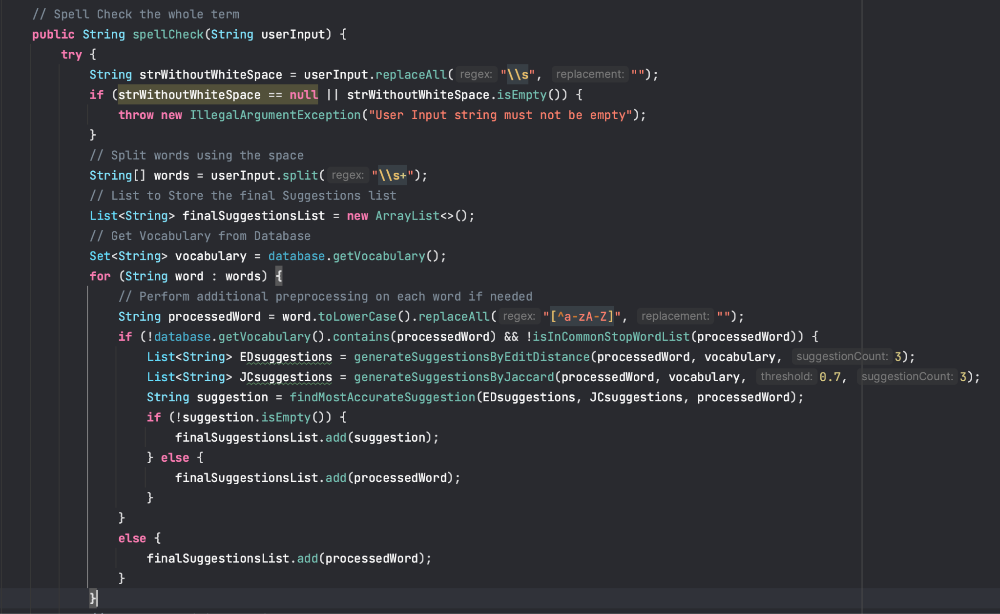 // Spell Check the whole term
public String spellCheck(String userInput) {
try {
String strWithoutWhiteSpace = userInput.replaceAll( regex: "\\s", replacement: "");
if (strWithoutWhiteSpace == null || strWithoutWhiteSpace.isEmpty()) {
throw new IllegalArgumentException("User Input string must not be empty");
}
// Split words using the space
String[] words = userInput.split( regex: "\\s+");
// List to Store the final Suggestions list
List<String> finalSuggestionsList = new ArrayList<>();
// Get Vocabulary from Database
Set<String> vocabulary = database.getVocabulary();
for (String word : words) {
// Perform additional preprocessing on each word if needed
String processedWord = word.toLowerCase().replaceAll( regex: "[^a-zA-Z]", replacement: "");
if (!database.getVocabulary().contains(processedWord) && !isInCommonStopWordList(processedWord)) {
List<String> EDsuggestions = generateSuggestionsByEditDistance(processedWord, vocabulary, suggestionCount: 3);
List<String> JCsuggestions = generateSuggestionsByJaccard(processedWord, vocabulary, threshold: 0.7, suggestionCount: 3);
String suggestion = findMostAccurateSuggestion(EDsuggestions, JCsuggestions, processedWord);
if (!suggestion.isEmpty()) {
finalSuggestionsList.add(suggestion);
} else {
finalSuggestionsList.add(processedWord);
}
}
else {
finalSuggestionsList.add(processedWord);
}
}